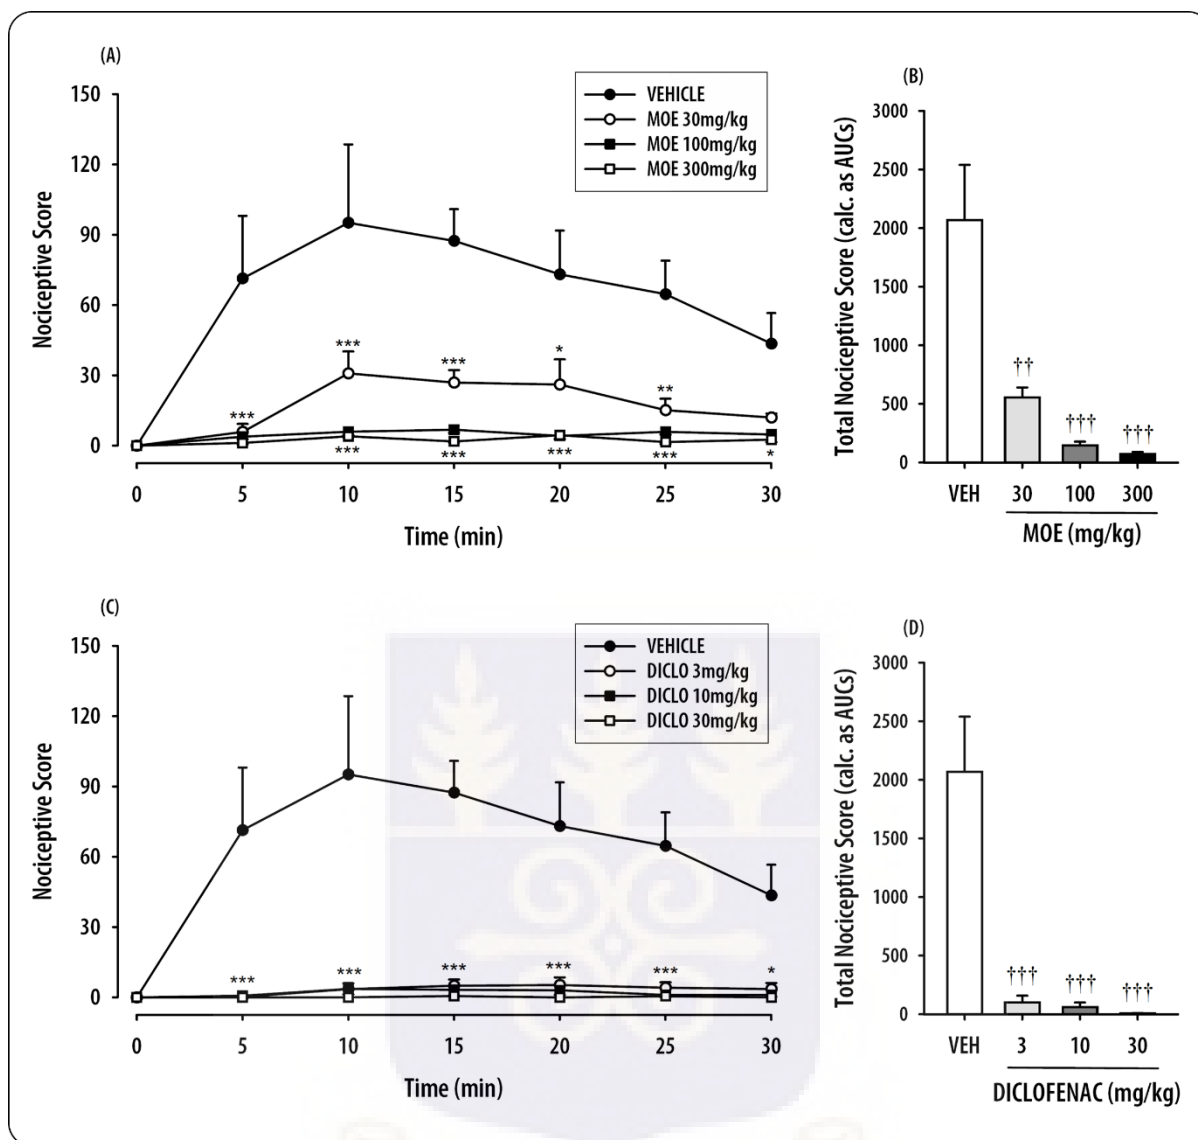 (A)
150
120
90
60
30
0
Nociceptive Score
VEHICLE
MOE 30mg/kg
MOE 100mg/kg
MOE 300mg/kg
*** *** *** * **
*** *** *** *** *
0 5 10 15 20 25 30
Time (min)
(B)
3000
2500
2000
1500
1000
500
0
Total Nociceptive Score (calc. as AUCs)
†† ††† †††
VEH 30 100 300
MOE (mg/kg)
(C)
150
120
90
60
30
0
Nociceptive Score
VEHICLE
DICLO 3mg/kg
DICLO 10mg/kg
DICLO 30mg/kg
*** *** *** *** *** *
0 5 10 15 20 25 30
Time (min)
(D)
3000
2500
2000
1500
1000
500
0
Total Nociceptive Score (calc. as AUCs)
††† ††† †††
VEH 3 10 30
DICLOFENAC (mg/kg)